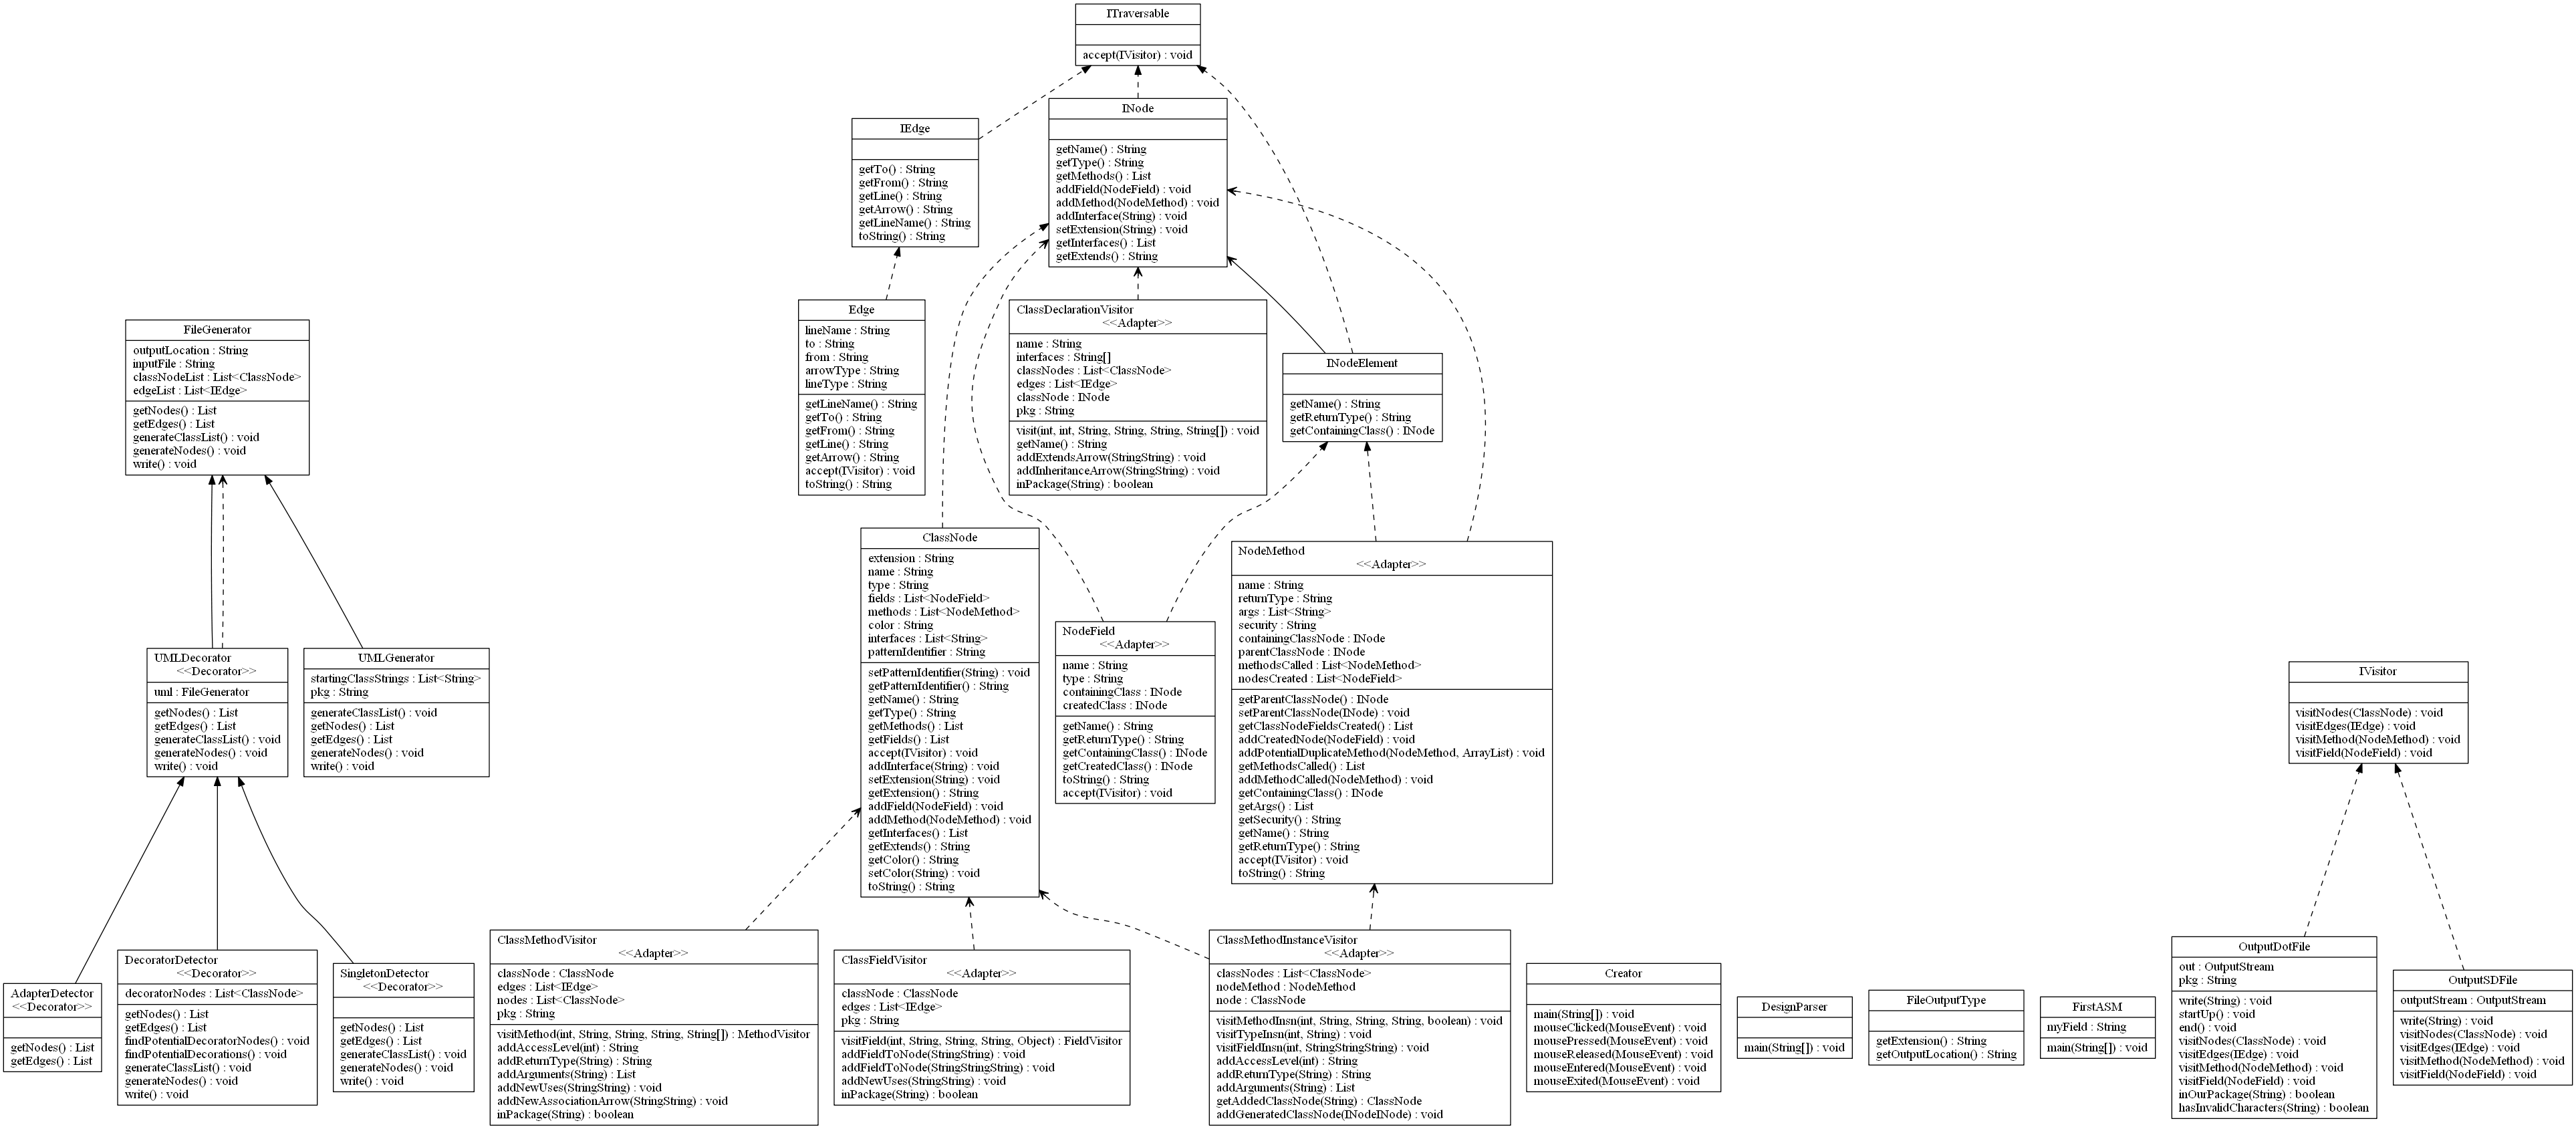 ITraversable
accept(IVisitor) : void
INode
getName() : String
getType() : String
getMethods() : List
addField(NodeField) : void
addMethod(NodeMethod) : void
addInterface(String) : void
setExtension(String) : void
getInterfaces() : List
getExtends() : String
IEdge
getTo() : String
getFrom() : String
getLine() : String
getArrow() : String
getLineName() : String
toString() : String
Edge
lineName : String
to : String
from : String
arrowType : String
lineType : String
getLineName() : String
getTo() : String
getFrom() : String
getLine() : String
getArrow() : String
accept(IVisitor) : void
toString() : String
ClassDeclarationVisitor
<<Adapter>>
name : String
interfaces : String[]
classNodes : List<ClassNode>
edges : List<IEdge>
classNode : INode
pkg : String
visit(int, int, String, String, String, String[]) : void
getName() : String
addExtendsArrow(StringString) : void
addInheritanceArrow(StringString) : void
inPackage(String) : boolean
INodeElement
getName() : String
getReturnType() : String
getContainingClass() : INode
FileGenerator
outputLocation : String
inputFile : String
classNodeList : List<ClassNode>
edgeList : List<IEdge>
getNodes() : List
getEdges() : List
generateClassList() : void
generateNodes() : void
write() : void
ClassNode
extension : String
name : String
type : String
fields : List<NodeField>
methods : List<NodeMethod>
color : String
interfaces : List<String>
patternIdentifier : String
setPatternIdentifier(String) : void
getPatternIdentifier() : String
getName() : String
getType() : String
getMethods() : List
getFields() : List
accept(IVisitor) : void
addInterface(String) : void
setExtension(String) : void
getExtension() : String
addField(NodeField) : void
addMethod(NodeMethod) : void
getInterfaces() : List
getExtends() : String
getColor() : String
setColor(String) : void
toString() : String
NodeField
<<Adapter>>
name : String
type : String
containingClass : INode
createdClass : INode
getName() : String
getReturnType() : String
getContainingClass() : INode
getCreatedClass() : INode
toString() : String
accept(IVisitor) : void
NodeMethod
<<Adapter>>
name : String
returnType : String
args : List<String>
security : String
containingClassNode : INode
parentClassNode : INode
methodsCalled : List<NodeMethod>
nodesCreated : List<NodeField>
getParentClassNode() : INode
setParentClassNode(INode) : void
getClassNodeFieldsCreated() : List
addCreatedNode(NodeField) : void
addPotentialDuplicateMethod(NodeMethod, ArrayList) : void
getMethodsCalled() : List
addMethodCalled(NodeMethod) : void
getContainingClass() : INode
getArgs() : List
getSecurity() : String
getName() : String
getReturnType() : String
accept(IVisitor) : void
toString() : String
UMLDecorator
<<Decorator>>
uml : FileGenerator
getNodes() : List
getEdges() : List
generateClassList() : void
generateNodes() : void
write() : void
UMLGenerator
startingClassStrings : List<String>
pkg : String
generateClassList() : void
getNodes() : List
getEdges() : List
generateNodes() : void
write() : void
IVisitor
visitNodes(ClassNode) : void
visitEdges(IEdge) : void
visitMethod(NodeMethod) : void
visitField(NodeField) : void
AdapterDetector
<<Decorator>>
getNodes() : List
getEdges() : List
DecoratorDetector
<<Decorator>>
decoratorNodes : List<ClassNode>
getNodes() : List
getEdges() : List
findPotentialDecoratorNodes() : void
findPotentialDecorations() : void
generateClassList() : void
generateNodes() : void
write() : void
SingletonDetector
<<Decorator>>
getNodes() : List
getEdges() : List
generateClassList() : void
generateNodes() : void
write() : void
ClassMethodVisitor
<<Adapter>>
classNode : ClassNode
edges : List<IEdge>
nodes : List<ClassNode>
pkg : String
visitMethod(int, String, String, String, String[]) : MethodVisitor
addAccessLevel(int) : String
addReturnType(String) : String
addArguments(String) : List
addNewUses(StringString) : void
addNewAssociationArrow(StringString) : void
inPackage(String) : boolean
ClassFieldVisitor
<<Adapter>>
classNode : ClassNode
edges : List<IEdge>
pkg : String
visitField(int, String, String, String, Object) : FieldVisitor
addFieldToNode(StringString) : void
addFieldToNode(StringStringString) : void
addNewUses(StringString) : void
inPackage(String) : boolean
ClassMethodInstanceVisitor
<<Adapter>>
classNodes : List<ClassNode>
nodeMethod : NodeMethod
node : ClassNode
visitMethodInsn(int, String, String, String, boolean) : void
visitTypeInsn(int, String) : void
visitFieldInsn(int, StringStringString) : void
addAccessLevel(int) : String
addReturnType(String) : String
addArguments(String) : List
getAddedClassNode(String) : ClassNode
addGeneratedClassNode(INodeINode) : void
Creator
main(String[]) : void
mouseClicked(MouseEvent) : void
mousePressed(MouseEvent) : void
mouseReleased(MouseEvent) : void
mouseEntered(MouseEvent) : void
mouseExited(MouseEvent) : void
DesignParser
main(String[]) : void
FileOutputType
getExtension() : String
getOutputLocation() : String
FirstASM
myField : String
main(String[]) : void
OutputDotFile
out : OutputStream
pkg : String
write(String) : void
startUp() : void
end() : void
visitNodes(ClassNode) : void
visitEdges(IEdge) : void
visitMethod(NodeMethod) : void
visitField(NodeField) : void
inOurPackage(String) : boolean
hasInvalidCharacters(String) : boolean
OutputSDFile
outputStream : OutputStream
write(String) : void
visitNodes(ClassNode) : void
visitEdges(IEdge) : void
visitMethod(NodeMethod) : void
visitField(NodeField) : void